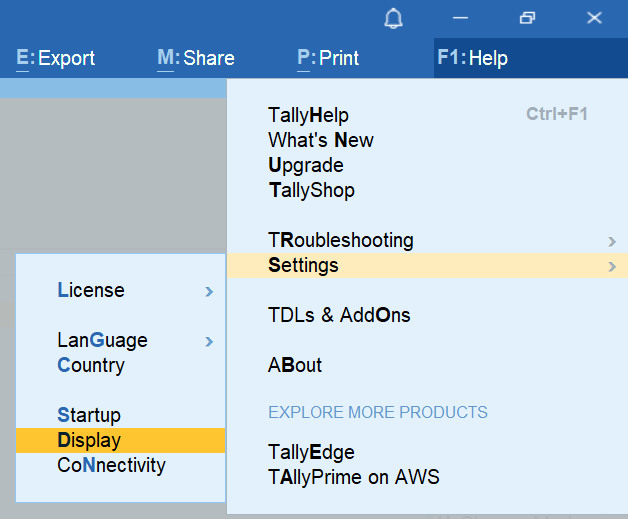 E: Export M: Share P: Print F1: Help
TallyHelp Ctrl+F1
What's New
Upgrade
TallyShop
TRoubleshooting
Settings
TDLs & AddOns
ABout
EXPLORE MORE PRODUCTS
TallyEdge
TAllyPrime on AWS
License
LanGuage
Country
Startup
Display
CoNnectivity